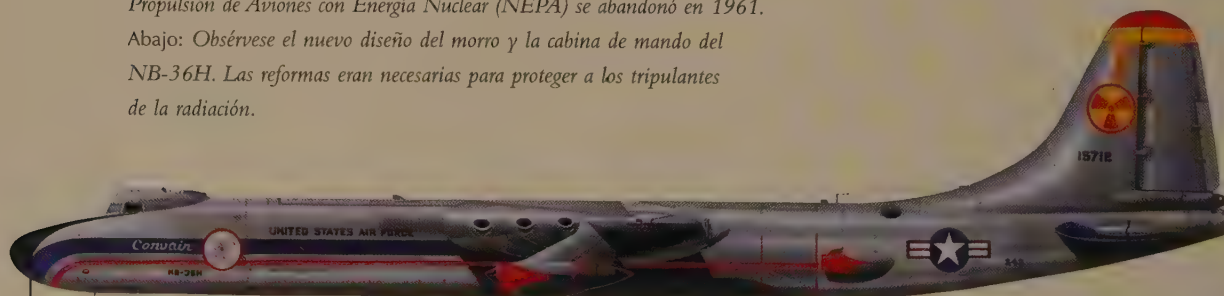 Propulsión de Aviones con Energía Nuclear (NEPA) se abandonó en 1961.
Abajo: Obsérvese el nuevo diseño del morro y la cabina de mando del
NB-36H. Las reformas eran necesarias para proteger a los tripulantes
de la radiación.
15712
UNITED STATES AIR FORCE
Convair
NB-36H